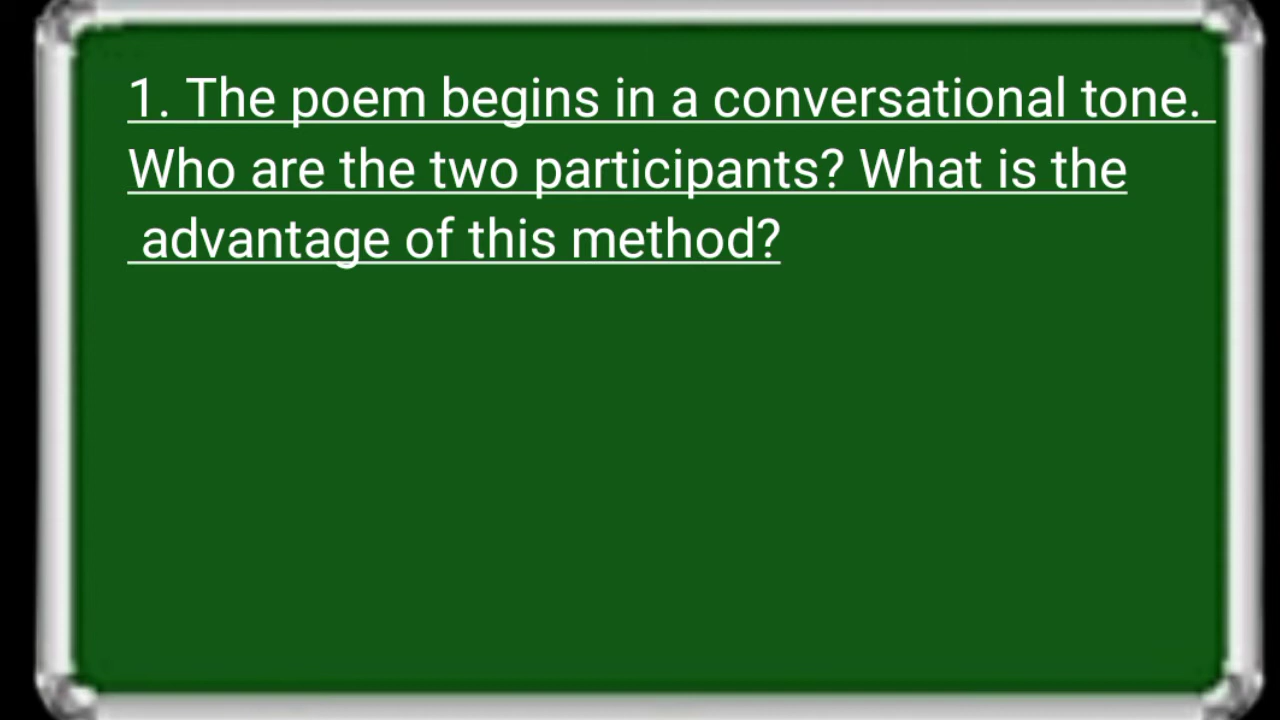 1. The poem begins in a conversational tone.
Who are the two participants? What is the
advantage of this method?